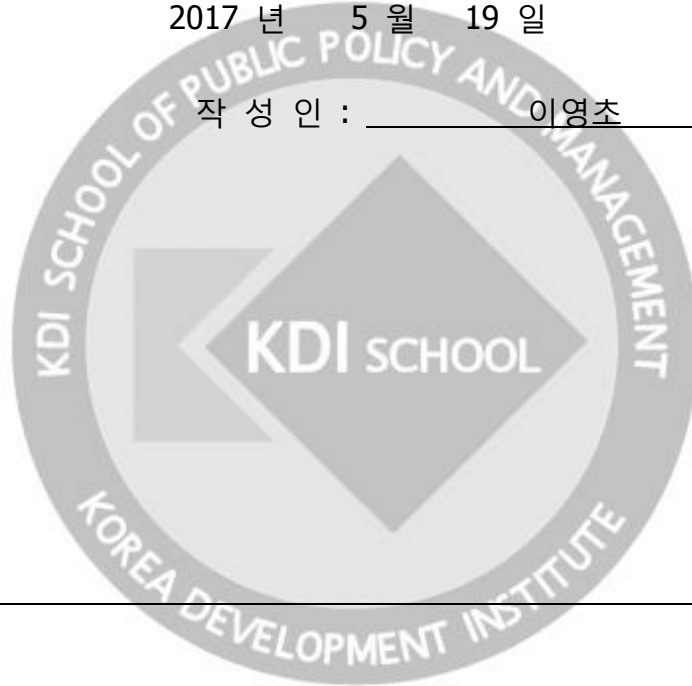 2017 년 5 월 19 일
작 성 인 : 이영초
KDI SCHOOL OF PUBLIC POLICY AND MANAGEMENT
KDI SCHOOL
KOREA DEVELOPMENT INSTITUTE